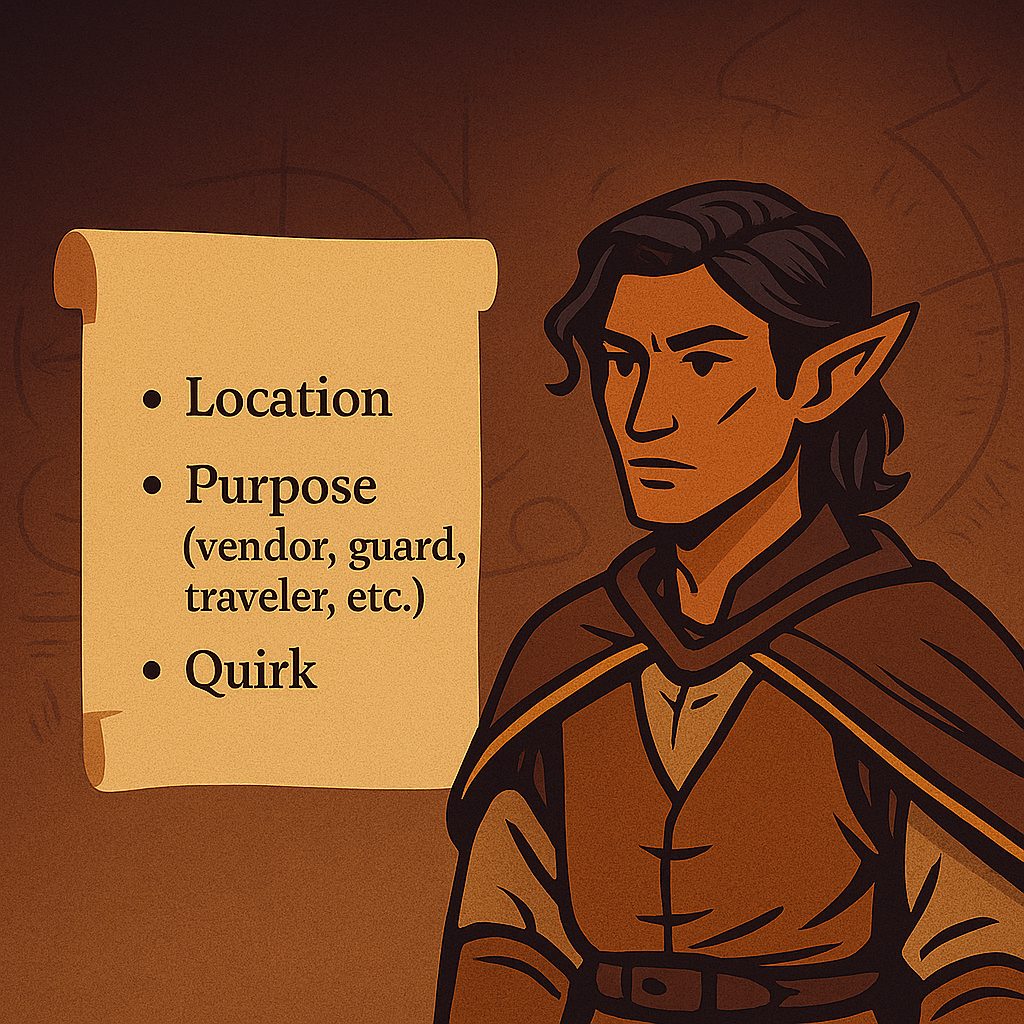 • Location
• Purpose
(vendor, guard,
traveler, etc.)
• Quirk